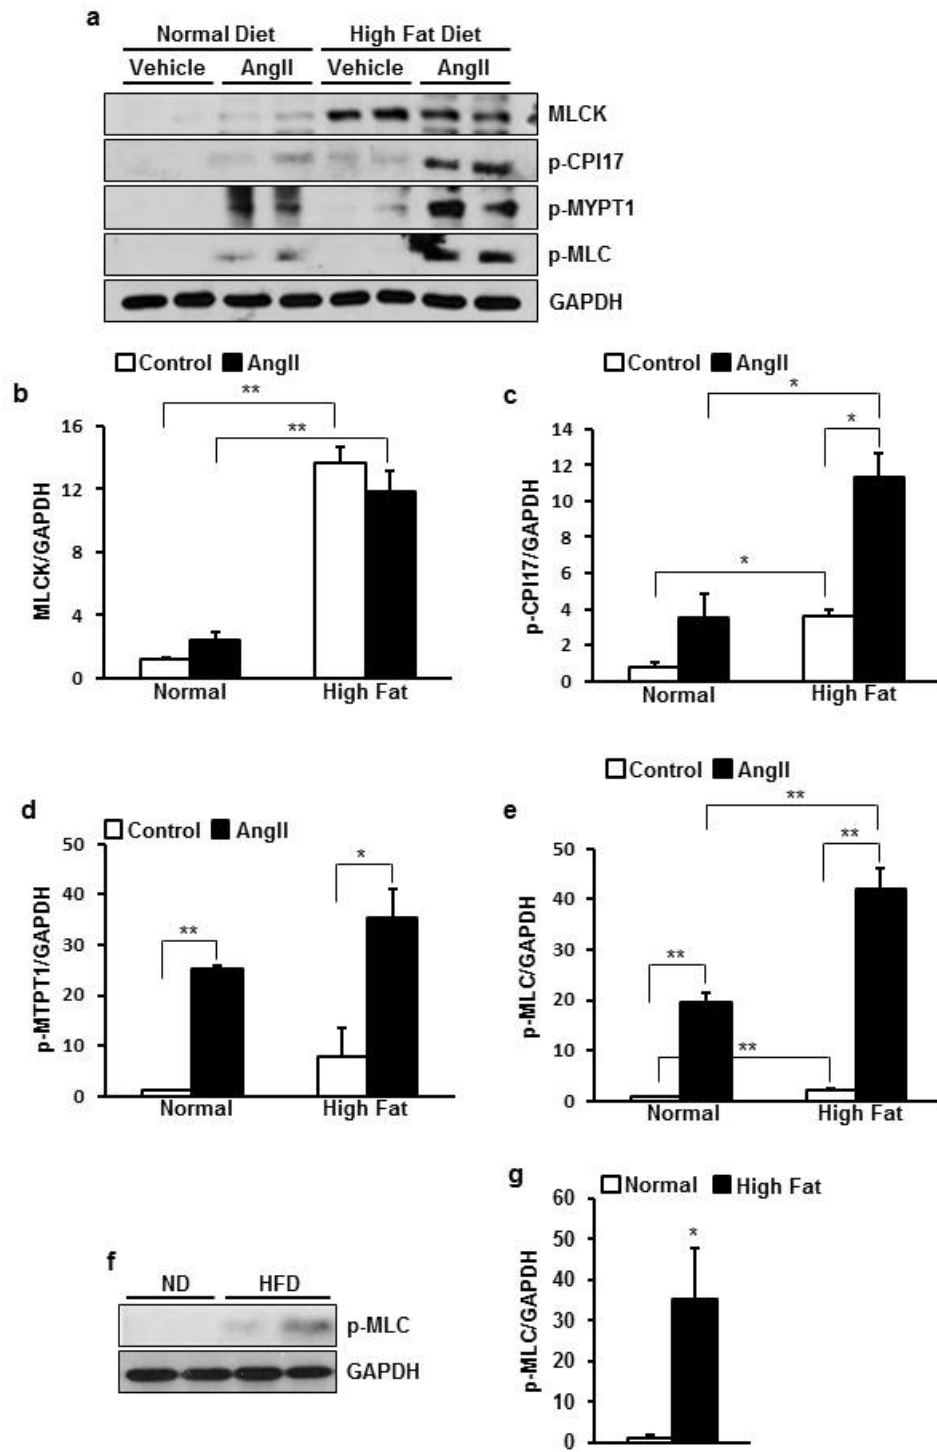 a
Normal Diet High Fat Diet
Vehicle AngII Vehicle AngII
MLCK
p-CPI17
p-MYPT1
p-MLC
GAPDH
Control AngII
b
** **
MLCK/GAPDH
16
12
8
4
0
Normal High Fat
Control AngII
c
* * *
p-CPI17/GAPDH
14
12
10
8
6
4
2
0
Normal High Fat
d
Control AngII
** *
p-MTPT1/GAPDH
50
40
30
20
10
0
Normal High Fat
Control AngII
e
** ** ** **
p-MLC/GAPDH
50
40
30
20
10
0
Normal High Fat
f
ND HFD
p-MLC
GAPDH
g
Normal High Fat
*
p-MLC/GAPDH
60
50
40
30
20
10
0